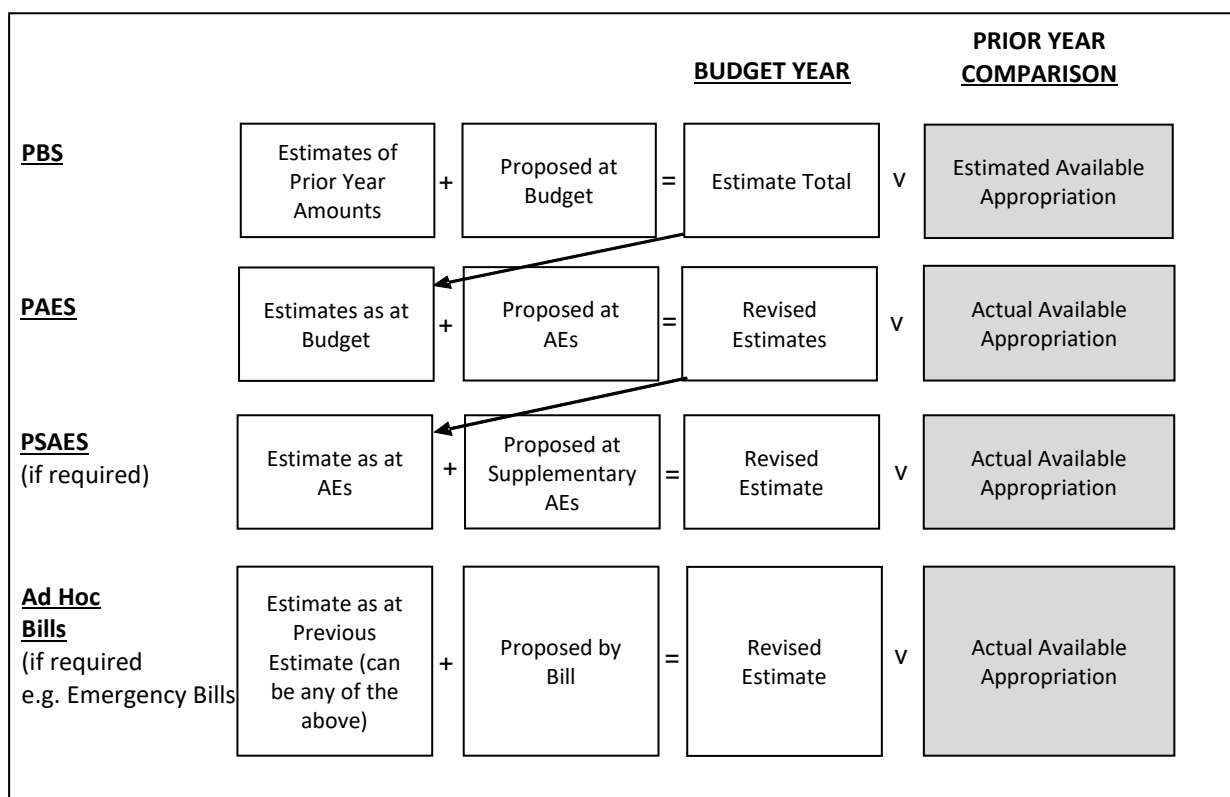 PRIOR YEAR
BUDGET YEAR
COMPARISON
PBS
Estimates of
Prior Year
Amounts
+
Proposed at
Budget
=
Estimate Total
v
Estimated Available
Appropriation
PAES
Estimates as at
Budget
+
Proposed at
AEs
=
Revised
Estimates
v
Actual Available
Appropriation
PSAES
(if required)
Estimate as at
AEs
+
Proposed at
Supplementary
AEs
=
Revised
Estimate
v
Actual Available
Appropriation
Ad Hoc
Bills
(if required
e.g. Emergency Bills
Estimate as at
Previous
Estimate (can
be any of the
above)
+
Proposed by
Bill
=
Revised
Estimate
v
Actual Available
Appropriation